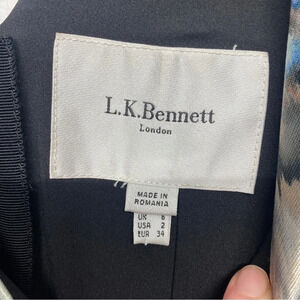 L.K.Bennett
London
MADE IN
ROMANIA
UK 6
USA 2
EUR 34